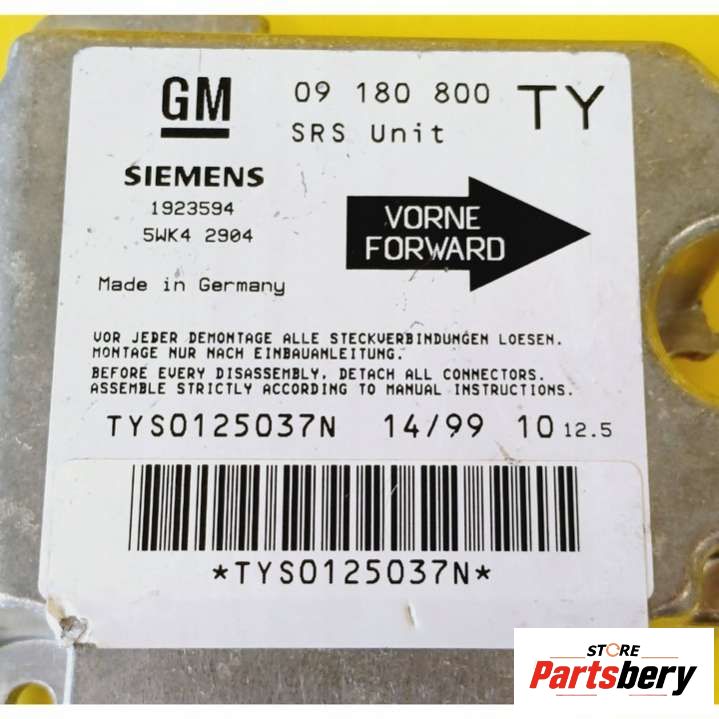 GM
09 180 800
TY
SRS Unit
SIEMENS
1923594
5WK4 2904
VORNE
FORWARD
Made in Germany
VOR JEDER DEMONTAGE ALLE STECKVERBINDUNGEN LOESEN.
MONTAGE NUR NACH EINBAUANLEITUNG.
BEFORE EVERY DISASSEMBLY, DETACH ALL CONNECTORS.
ASSEMBLE STRICTLY ACCORDING TO MANUAL INSTRUCTIONS.
TYS0125037N 14/99 10 12.5
*TYS0125037N*
STORE
Partsbery